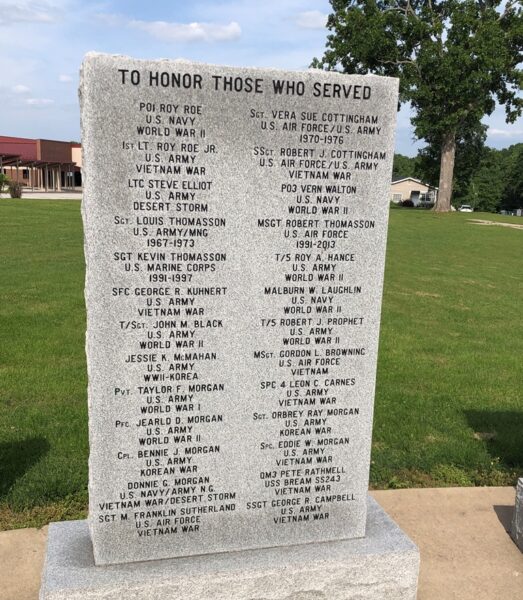 TO HONOR THOSE WHO SERVED
PO1 ROY ROE
U.S. NAVY
WORLD WAR II
1ST LT. ROY ROE JR.
U.S. ARMY
VIETNAM WAR
LTC STEVE ELLIOT
U.S. ARMY
DESERT STORM
SGT. LOUIS THOMASSON
U.S. ARMY/MNG
1967-1973
SGT KEVIN THOMASSON
U.S. MARINE CORPS
1991-1997
SFC GEORGE R. KUHNERT
U.S. ARMY
VIETNAM WAR
T/SGT. JOHN M. BLACK
U.S. ARMY
WORLD WAR II
JESSIE K. MCMAHAN
U.S. ARMY
WWII-KOREA
PVT. TAYLOR F. MORGAN
U.S. ARMY
WORLD WAR I
PFC. JEARLD D. MORGAN
U.S. ARMY
WORLD WAR II
CPL. BENNIE J. MORGAN
U.S. ARMY
KOREAN WAR
DONNIE G. MORGAN
U.S. NAVY/ARMY N.G.
VIETNAM WAR/DESERT STORM
SGT M. FRANKLIN SUTHERLAND
U.S. AIR FORCE
VIETNAM WAR
SGT. VERA SUE COTTINGHAM
U.S. AIR FORCE/U.S. ARMY
1970-1976
SSGT. ROBERT J. COTTINGHAM
U.S. AIR FORCE/U.S. ARMY
VIETNAM WAR
PO3 VERN WALTON
U.S. NAVY
WORLD WAR II
MSGT ROBERT THOMASSON
U.S. AIR FORCE
1991-2013
T/5 ROY A. HANCE
U.S. ARMY
WORLD WAR II
MALBURN W. LAUGHLIN
U.S. NAVY
WORLD WAR II
T/5 ROBERT J. PROPHET
U.S. ARMY
WORLD WAR II
MSGT. GORDON L. BROWNING
U.S. AIR FORCE
VIETNAM
SPC 4 LEON C. CARNES
U.S. ARMY
VIETNAM WAR
SGT. ORBREY RAY MORGAN
U.S. ARMY
KOREAN WAR
SPC. EDDIE W. MORGAN
U.S. ARMY
VIETNAM WAR
QM3 PETE RATHMELL
USS BREAM SS243
VIETNAM WAR
SSGT GEORGE R. CAMPBELL
U.S. ARMY
VIETNAM WAR